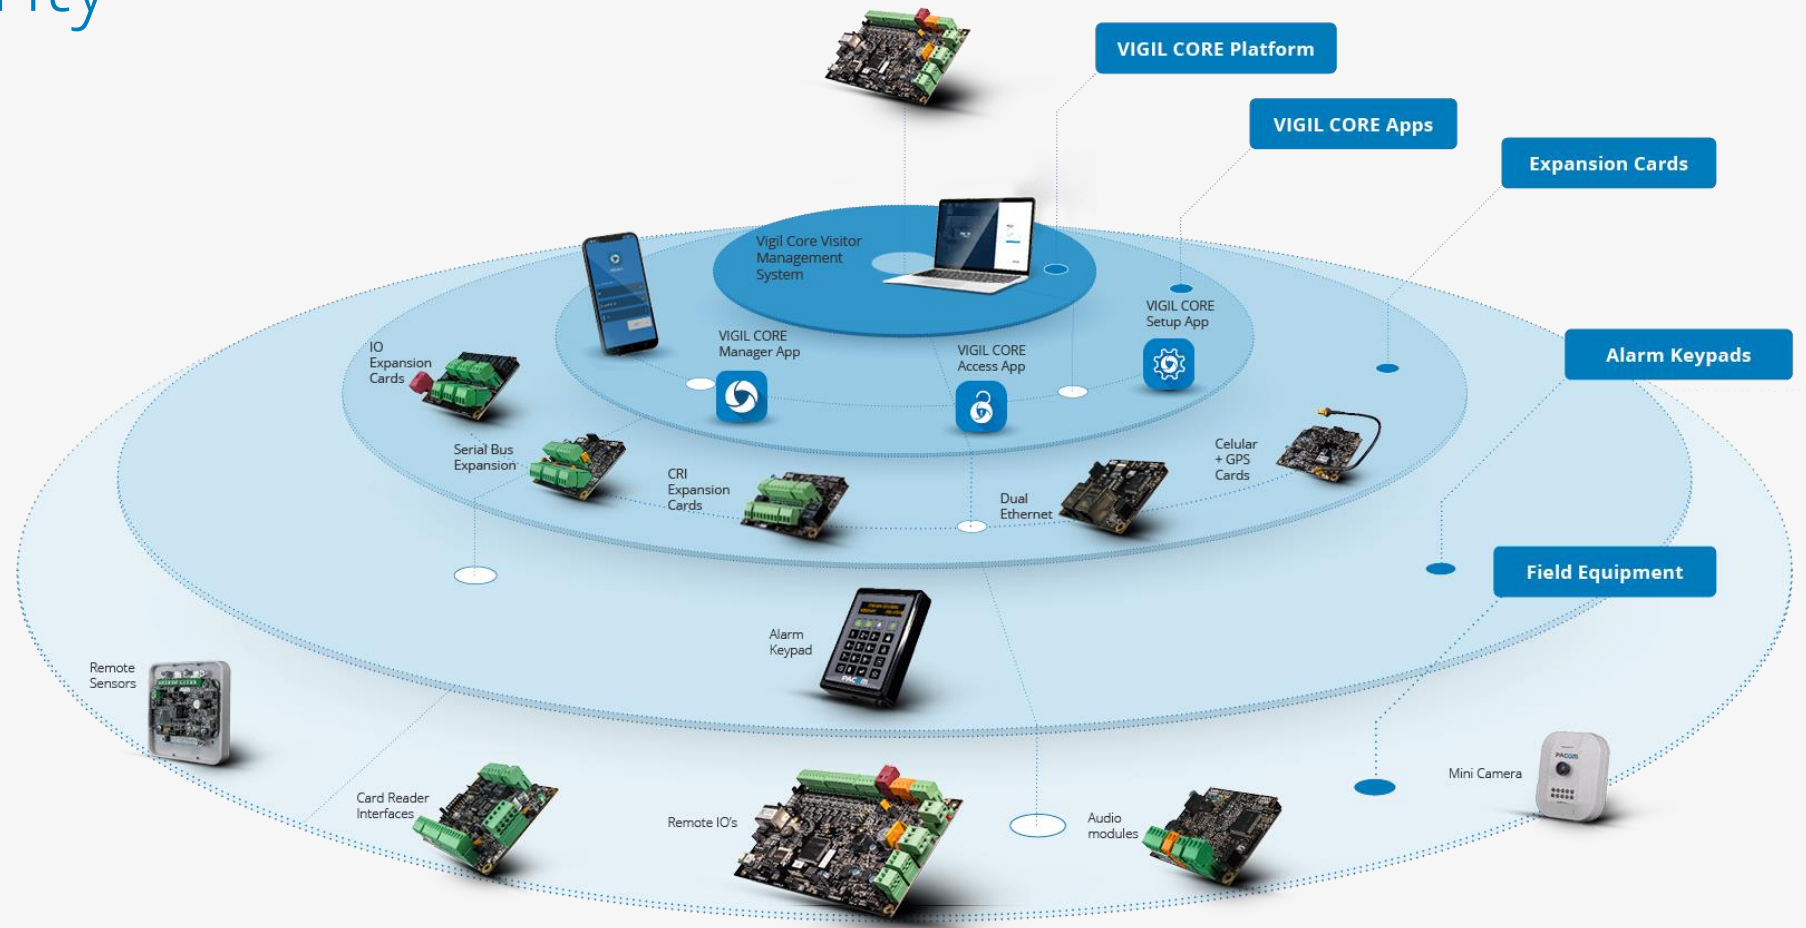 VIGIL CORE Platform
VIGIL CORE Apps
Expansion Cards
Vigil Core Visitor
Management
System
VIGIL CORE
Setup App
VIGIL CORE
Manager App
VIGIL CORE
Access App
IO
Expansion
Cards
Alarm Keypads
Serial Bus
Expansion
CRI
Expansion
Cards
Dual
Ethernet
Celular
+ GPS
Cards
Field Equipment
Alarm
Keypad
PACOM
Remote
Sensors
Card Reader
Interfaces
Remote IO's
Audio
modules
Mini Camera
PACOM